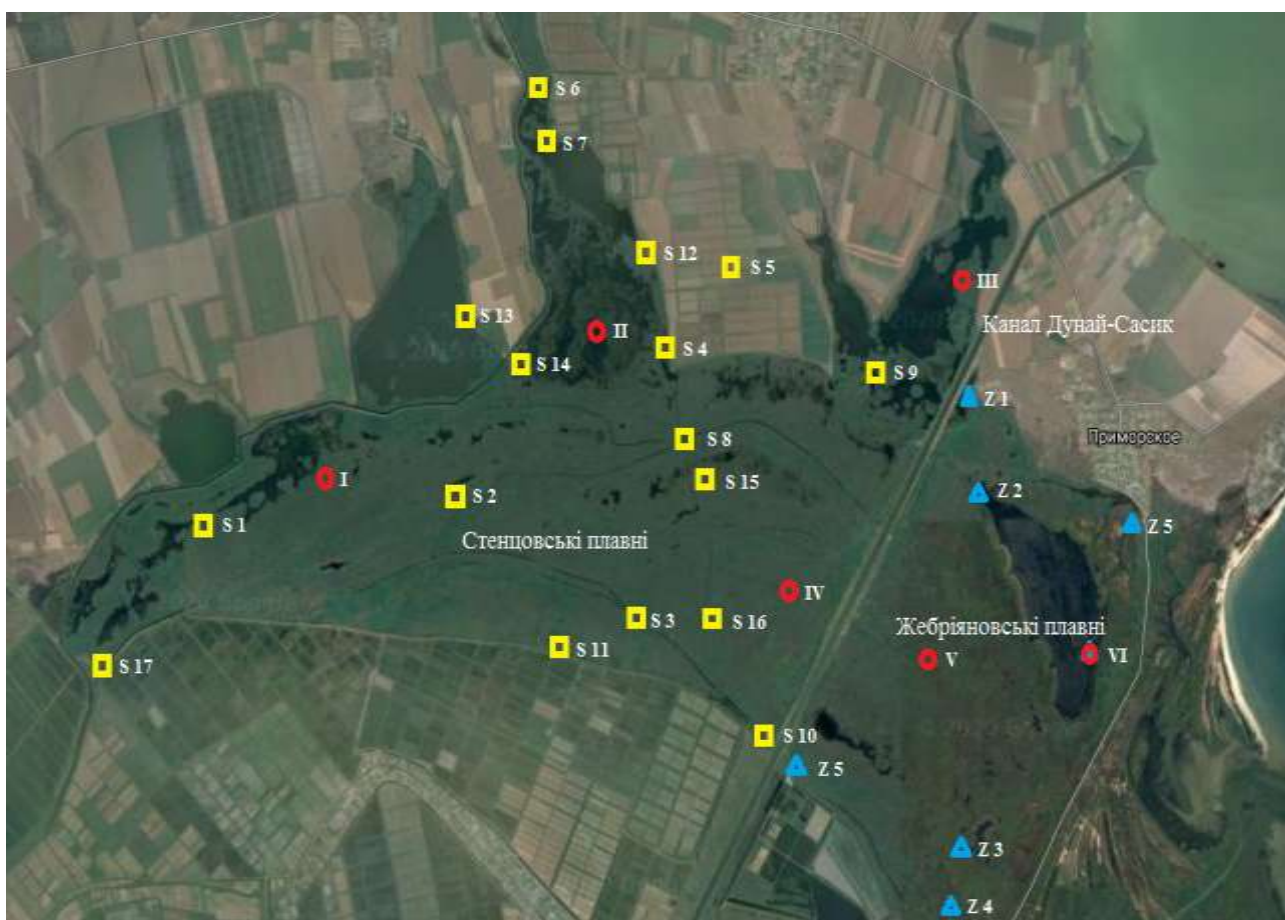 S 6
S 7
S 12
S 5
III
S 13
II
Канал Дунай-Сасик
S 14
S 4
S 9
Z 1
Приморское
S 8
I
S 15
S 2
Z 2
S 1
Z 5
Стенцовські плавні
IV
S 3
S 16
Жебріяновські плавні
S 11
V
VI
S 17
S 10
Z 5
Z 3
Z 4